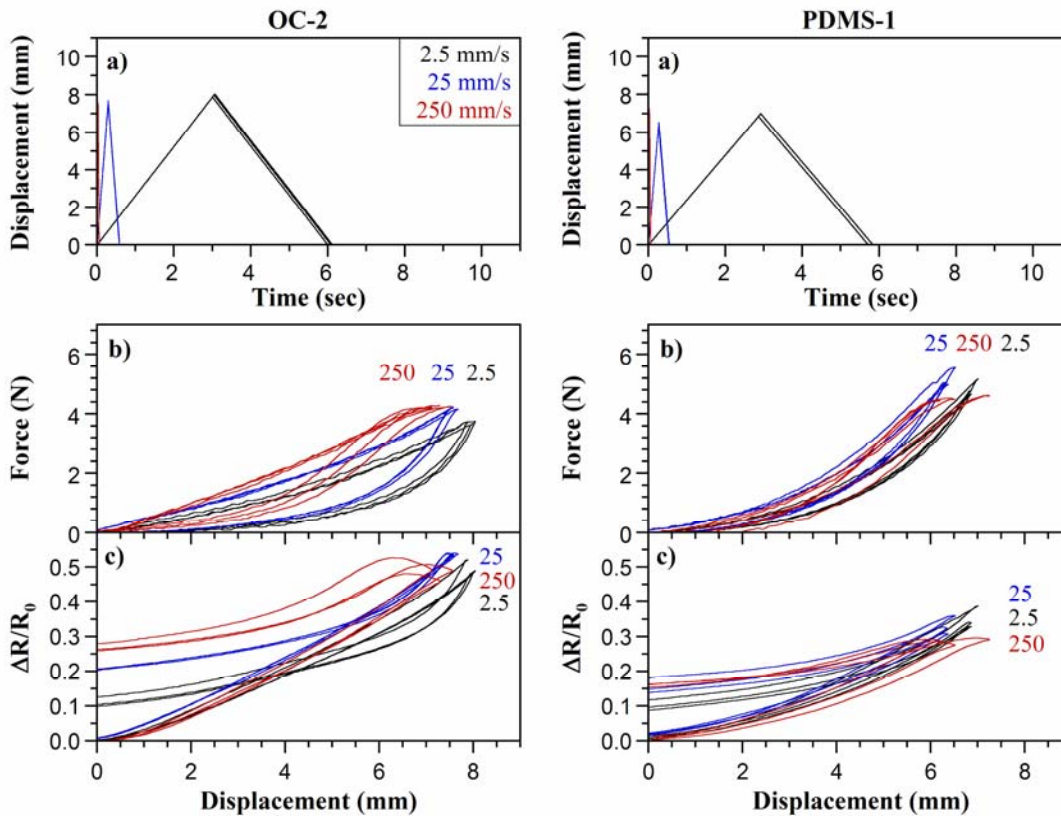 OC-2
PDMS-1
Displacement (mm)
10
8
6
4
2
0
a)
2.5 mm/s
25 mm/s
250 mm/s
0 2 4 6 8 10
Time (sec)
Displacement (mm)
10
8
6
4
2
0
a)
0 2 4 6 8 10
Time (sec)
Force (N)
6
4
2
0
b)
250 25 2.5
Force (N)
6
4
2
0
b)
25 250 2.5
ΔR/R0
0.5
0.4
0.3
0.2
0.1
0.0
c)
25
250
2.5
0 2 4 6 8
Displacement (mm)
ΔR/R0
0.5
0.4
0.3
0.2
0.1
0.0
c)
25
2.5
250
0 2 4 6 8
Displacement (mm)